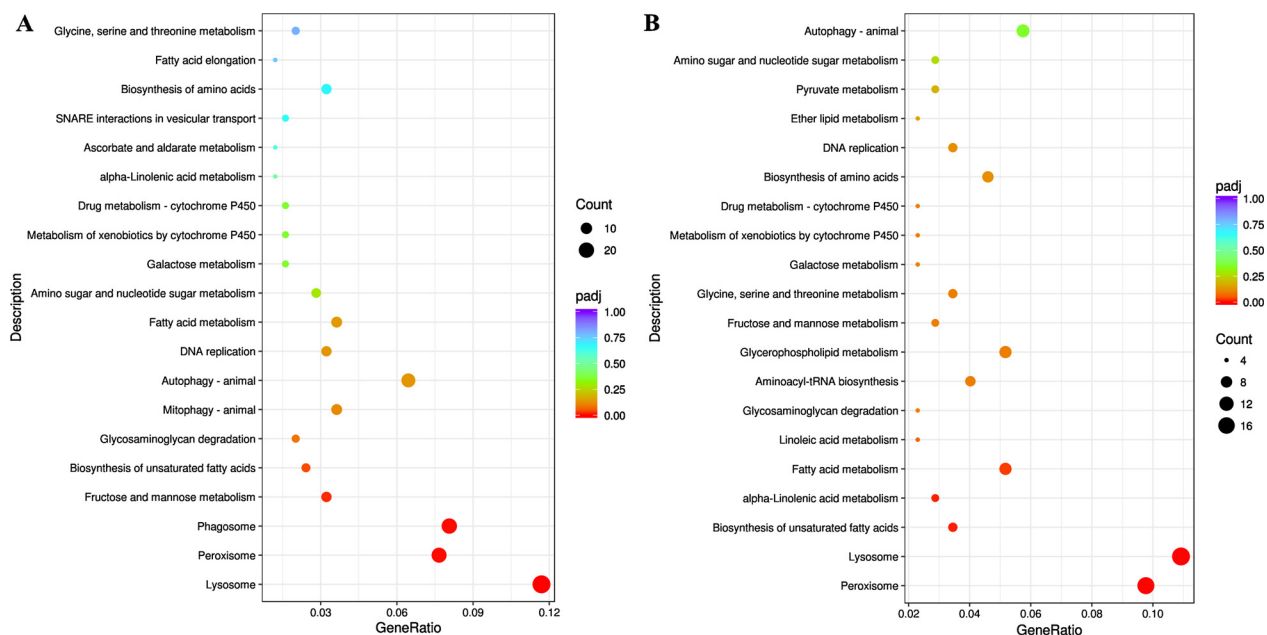 A
Glycine, serine and threonine metabolism
Fatty acid elongation
Biosynthesis of amino acids
SNARE interactions in vesicular transport
Ascorbate and aldarate metabolism
alpha-Linolenic acid metabolism
Drug metabolism - cytochrome P450
Metabolism of xenobiotics by cytochrome P450
Galactose metabolism
Amino sugar and nucleotide sugar metabolism
Fatty acid metabolism
DNA replication
Autophagy - animal
Mitophagy - animal
Glycosaminoglycan degradation
Biosynthesis of unsaturated fatty acids
Fructose and mannose metabolism
Phagosome
Peroxisome
Lysosome
Description
0.03 0.06 0.09 0.12
GeneRatio
Count
10
20
padj
1.00
0.75
0.50
0.25
0.00
B
Autophagy - animal
Amino sugar and nucleotide sugar metabolism
Pyruvate metabolism
Ether lipid metabolism
DNA replication
Biosynthesis of amino acids
Drug metabolism - cytochrome P450
Metabolism of xenobiotics by cytochrome P450
Galactose metabolism
Glycine, serine and threonine metabolism
Fructose and mannose metabolism
Glycerophospholipid metabolism
Aminoacyl-tRNA biosynthesis
Glycosaminoglycan degradation
Linoleic acid metabolism
Fatty acid metabolism
alpha-Linolenic acid metabolism
Biosynthesis of unsaturated fatty acids
Lysosome
Peroxisome
Description
0.02 0.04 0.06 0.08 0.10
GeneRatio
padj
1.00
0.75
0.50
0.25
0.00
Count
4
8
12
16